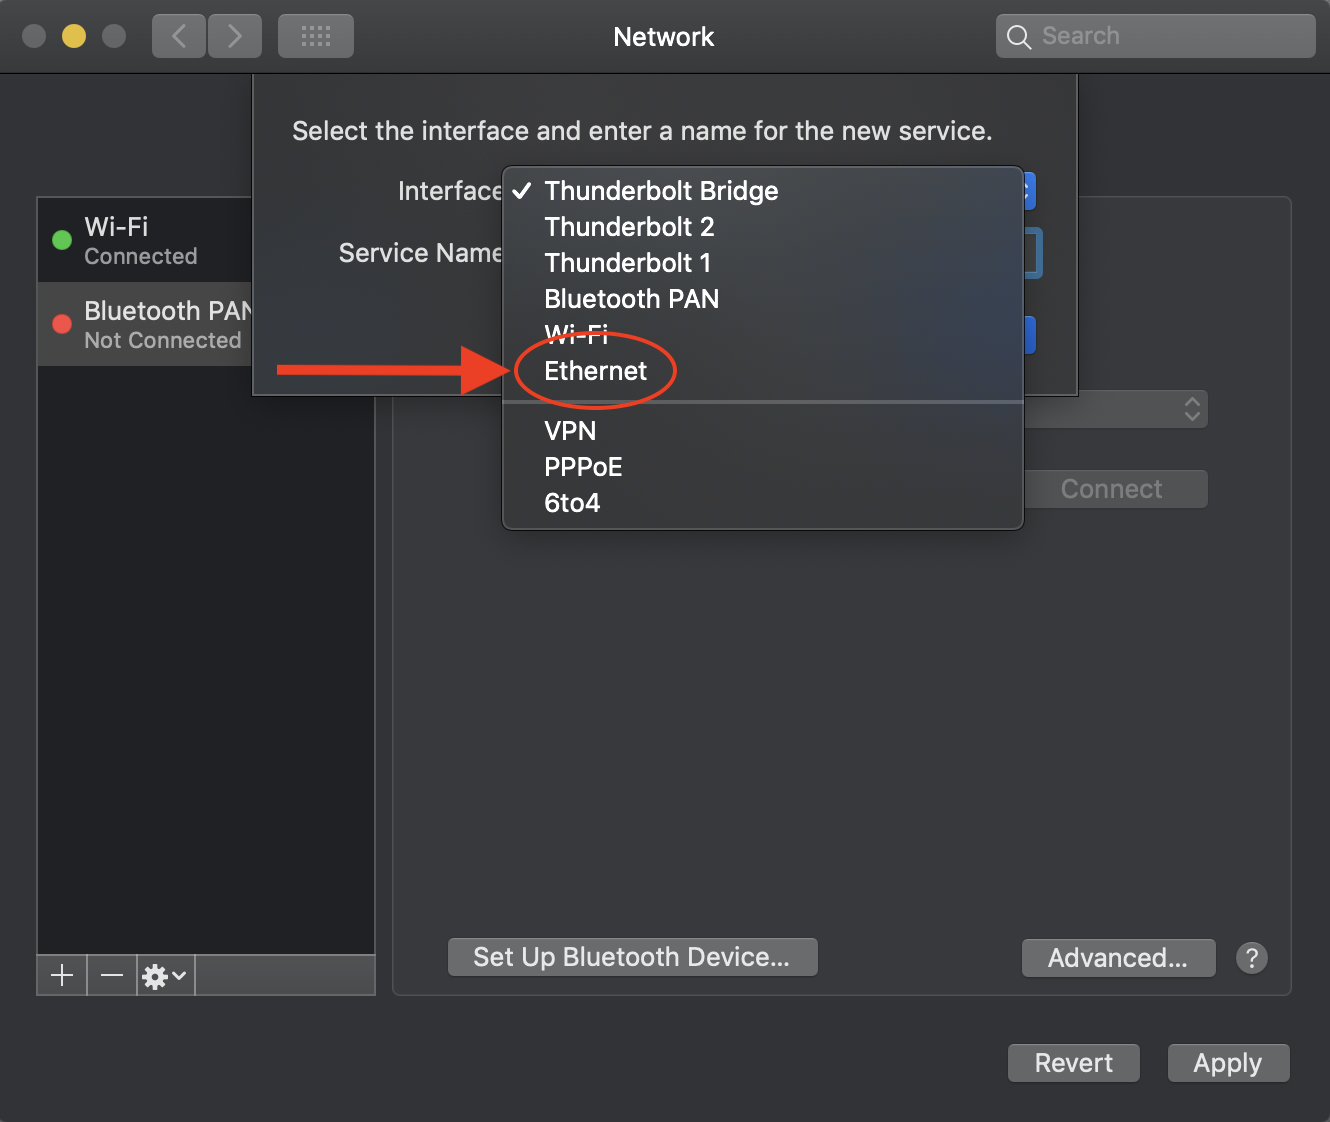 Network
Search
Select the interface and enter a name for the new service.
Interface
Thunderbolt Bridge
Thunderbolt 2
Thunderbolt 1
Bluetooth PAN
Wi-Fi
Ethernet
VPN
PPPoE
6to4
Service Name
Wi-Fi
Connected
Bluetooth PAN
Not Connected
Connect
Set Up Bluetooth Device...
Advanced...
?
Revert
Apply